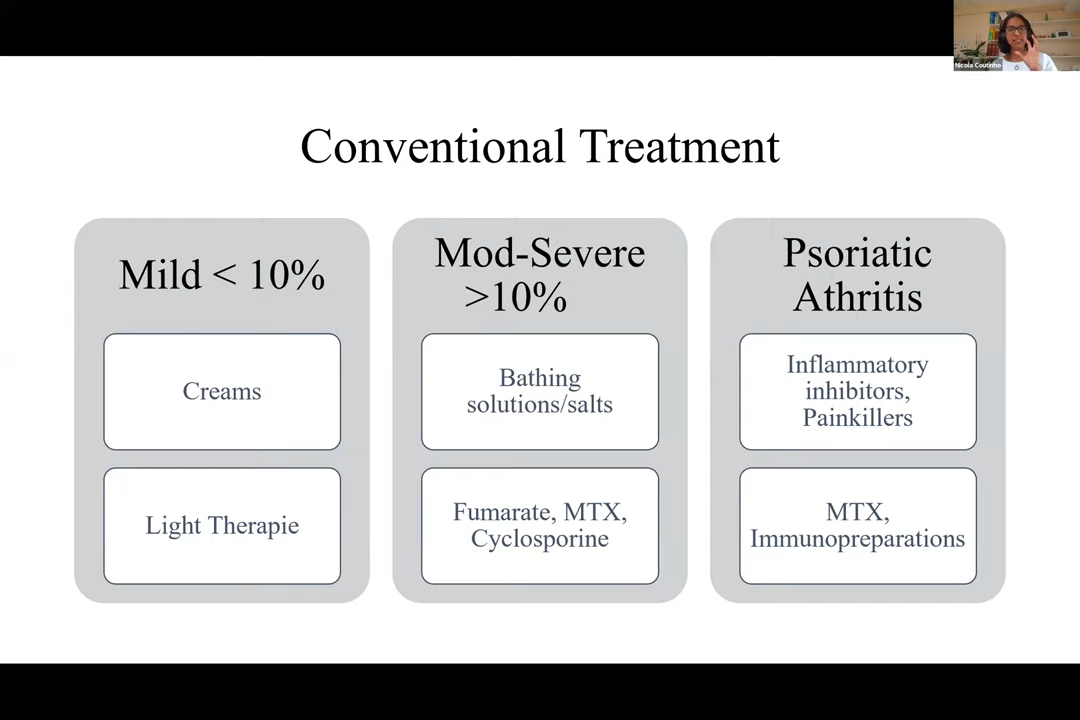 Nicola Coutinho
Conventional Treatment
Mild < 10%
Creams
Light Therapie
Mod-Severe
>10%
Bathing
solutions/salts
Fumarate, MTX,
Cyclosporine
Psoriatic
Athritis
Inflammatory
inhibitors,
Painkillers
MTX,
Immunopreparations